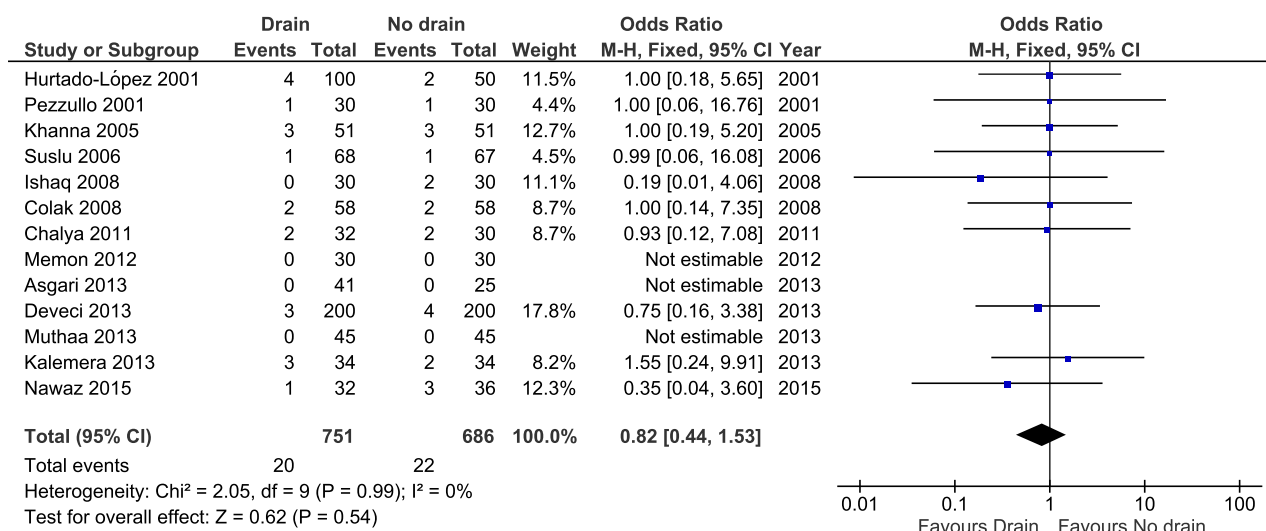 Drain No drain Odds Ratio Odds Ratio
Study or Subgroup Events Total Events Total Weight M-H, Fixed, 95% CI Year M-H, Fixed, 95% CI
Hurtado-López 2001 4 100 2 50 11.5% 1.00 [0.18, 5.65] 2001
Pezzullo 2001 1 30 1 30 4.4% 1.00 [0.06, 16.76] 2001
Khanna 2005 3 51 3 51 12.7% 1.00 [0.19, 5.20] 2005
Suslu 2006 1 68 1 67 4.5% 0.99 [0.06, 16.08] 2006
Ishaq 2008 0 30 2 30 11.1% 0.19 [0.01, 4.06] 2008
Colak 2008 2 58 2 58 8.7% 1.00 [0.14, 7.35] 2008
Chalya 2011 2 32 2 30 8.7% 0.93 [0.12, 7.08] 2011
Memon 2012 0 30 0 30 Not estimable 2012
Asgari 2013 0 41 0 25 Not estimable 2013
Deveci 2013 3 200 4 200 17.8% 0.75 [0.16, 3.38] 2013
Muthaa 2013 0 45 0 45 Not estimable 2013
Kalemera 2013 3 34 2 34 8.2% 1.55 [0.24, 9.91] 2013
Nawaz 2015 1 32 3 36 12.3% 0.35 [0.04, 3.60] 2015
Total (95% CI) 751 686 100.0% 0.82 [0.44, 1.53]
Total events 20 22
Heterogeneity: Chi² = 2.05, df = 9 (P = 0.99); I² = 0%
Test for overall effect: Z = 0.62 (P = 0.54)
0.01 0.1 1 10 100
Favours Drain Favours No drain